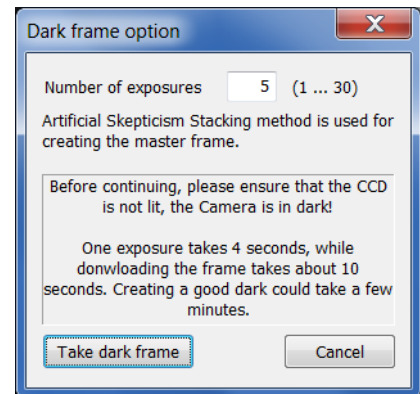 Dark frame option
Number of exposures 5 (1 ... 30)
Artificial Skepticism Stacking method is used for
creating the master frame.
Before continuing, please ensure that the CCD
is not lit, the Camera is in dark!
One exposure takes 4 seconds, while
donwloading the frame takes about 10
seconds. Creating a good dark could take a few
minutes.
Take dark frame Cancel